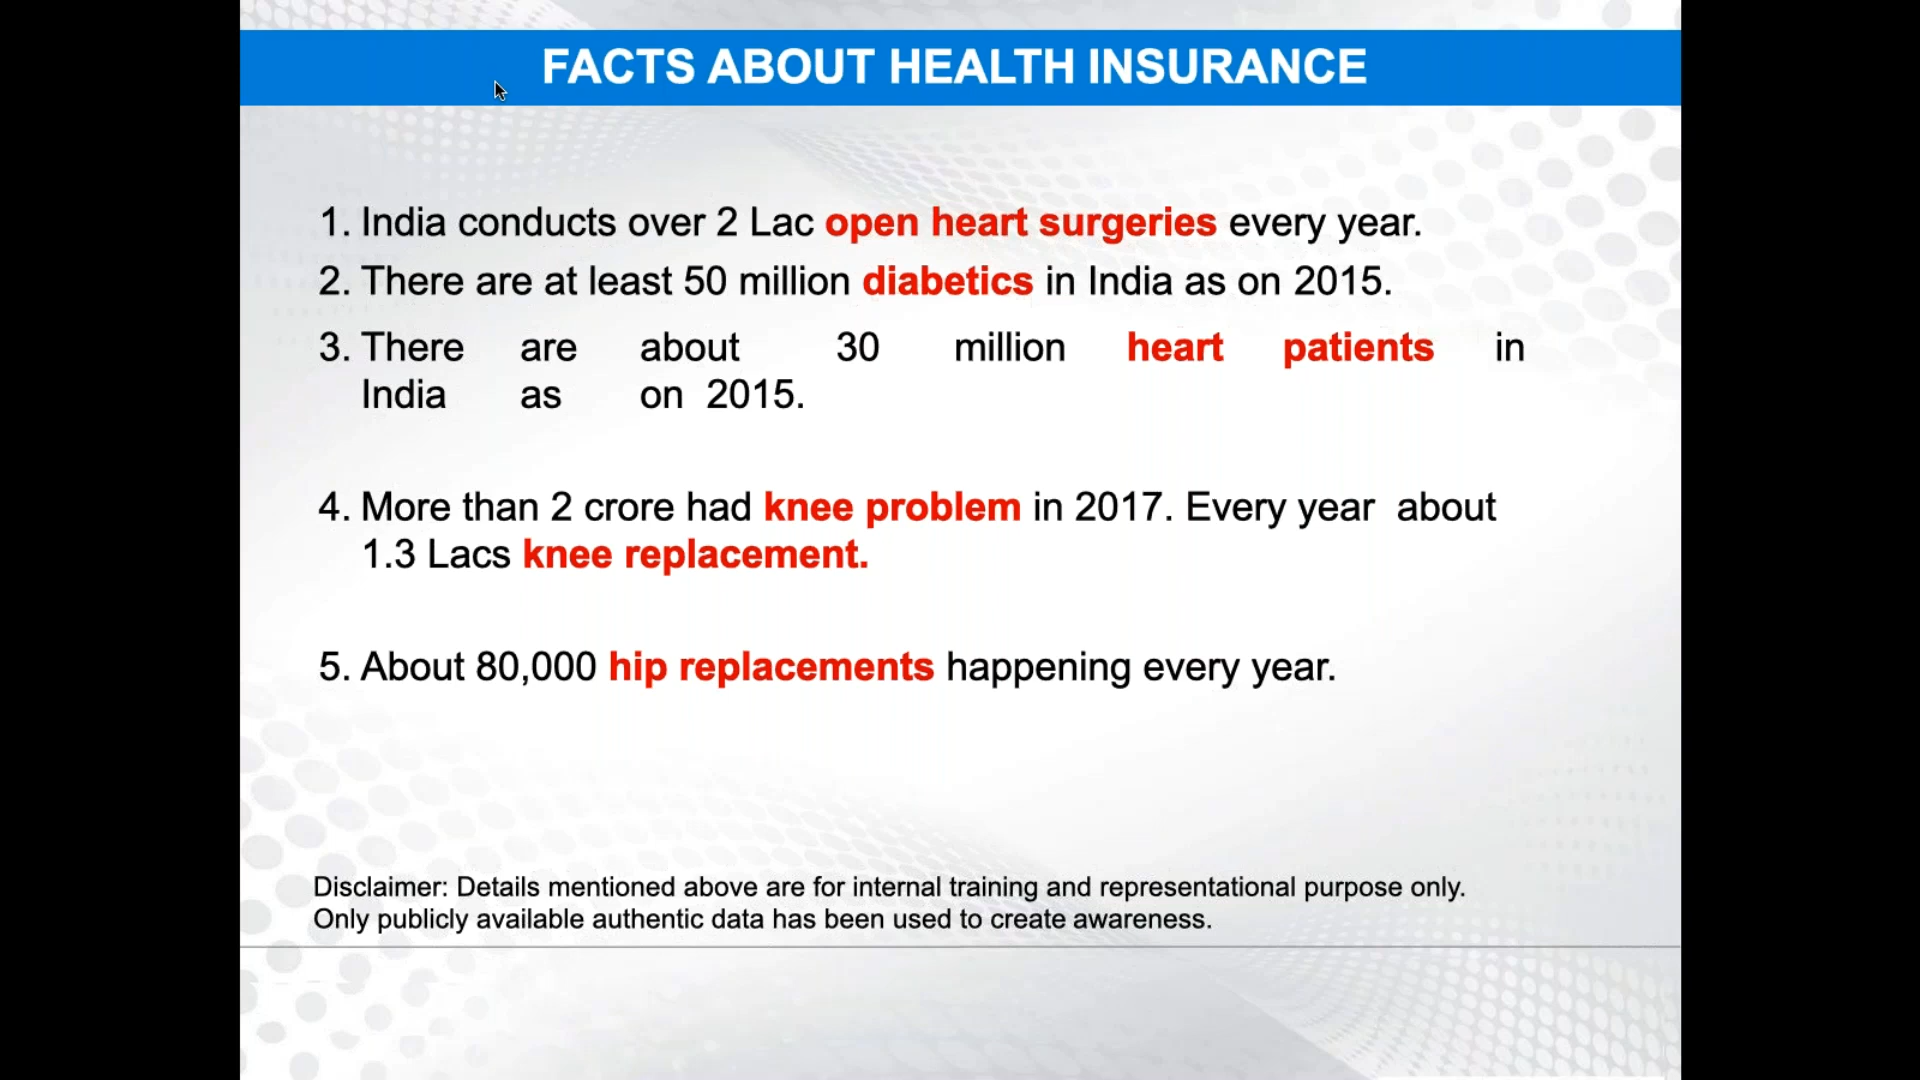 FACTS ABOUT HEALTH INSURANCE
1. India conducts over 2 Lac open heart surgeries every year.
2. There are at least 50 million diabetics in India as on 2015.
3. There are about 30 million heart patients in
India as on 2015.
4. More than 2 crore had knee problem in 2017. Every year about
1.3 Lacs knee replacement.
5. About 80,000 hip replacements happening every year.
Disclaimer: Details mentioned above are for internal training and representational purpose only.
Only publicly available authentic data has been used to create awareness.